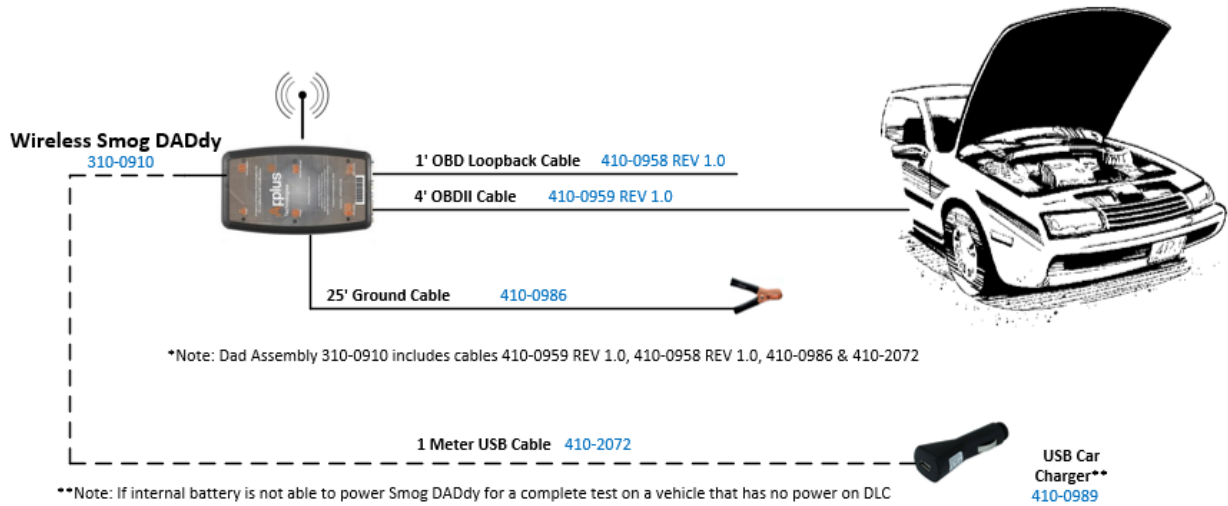 Wireless Smog DADdy
310-0910
1' OBD Loopback Cable 410-0958 REV 1.0
4' OBDII Cable 410-0959 REV 1.0
25' Ground Cable 410-0986
*Note: Dad Assembly 310-0910 includes cables 410-0959 REV 1.0, 410-0958 REV 1.0, 410-0986 & 410-2072
1 Meter USB Cable 410-2072
USB Car
Charger**
410-0989
**Note: If internal battery is not able to power Smog DADdy for a complete test on a vehicle that has no power on DLC